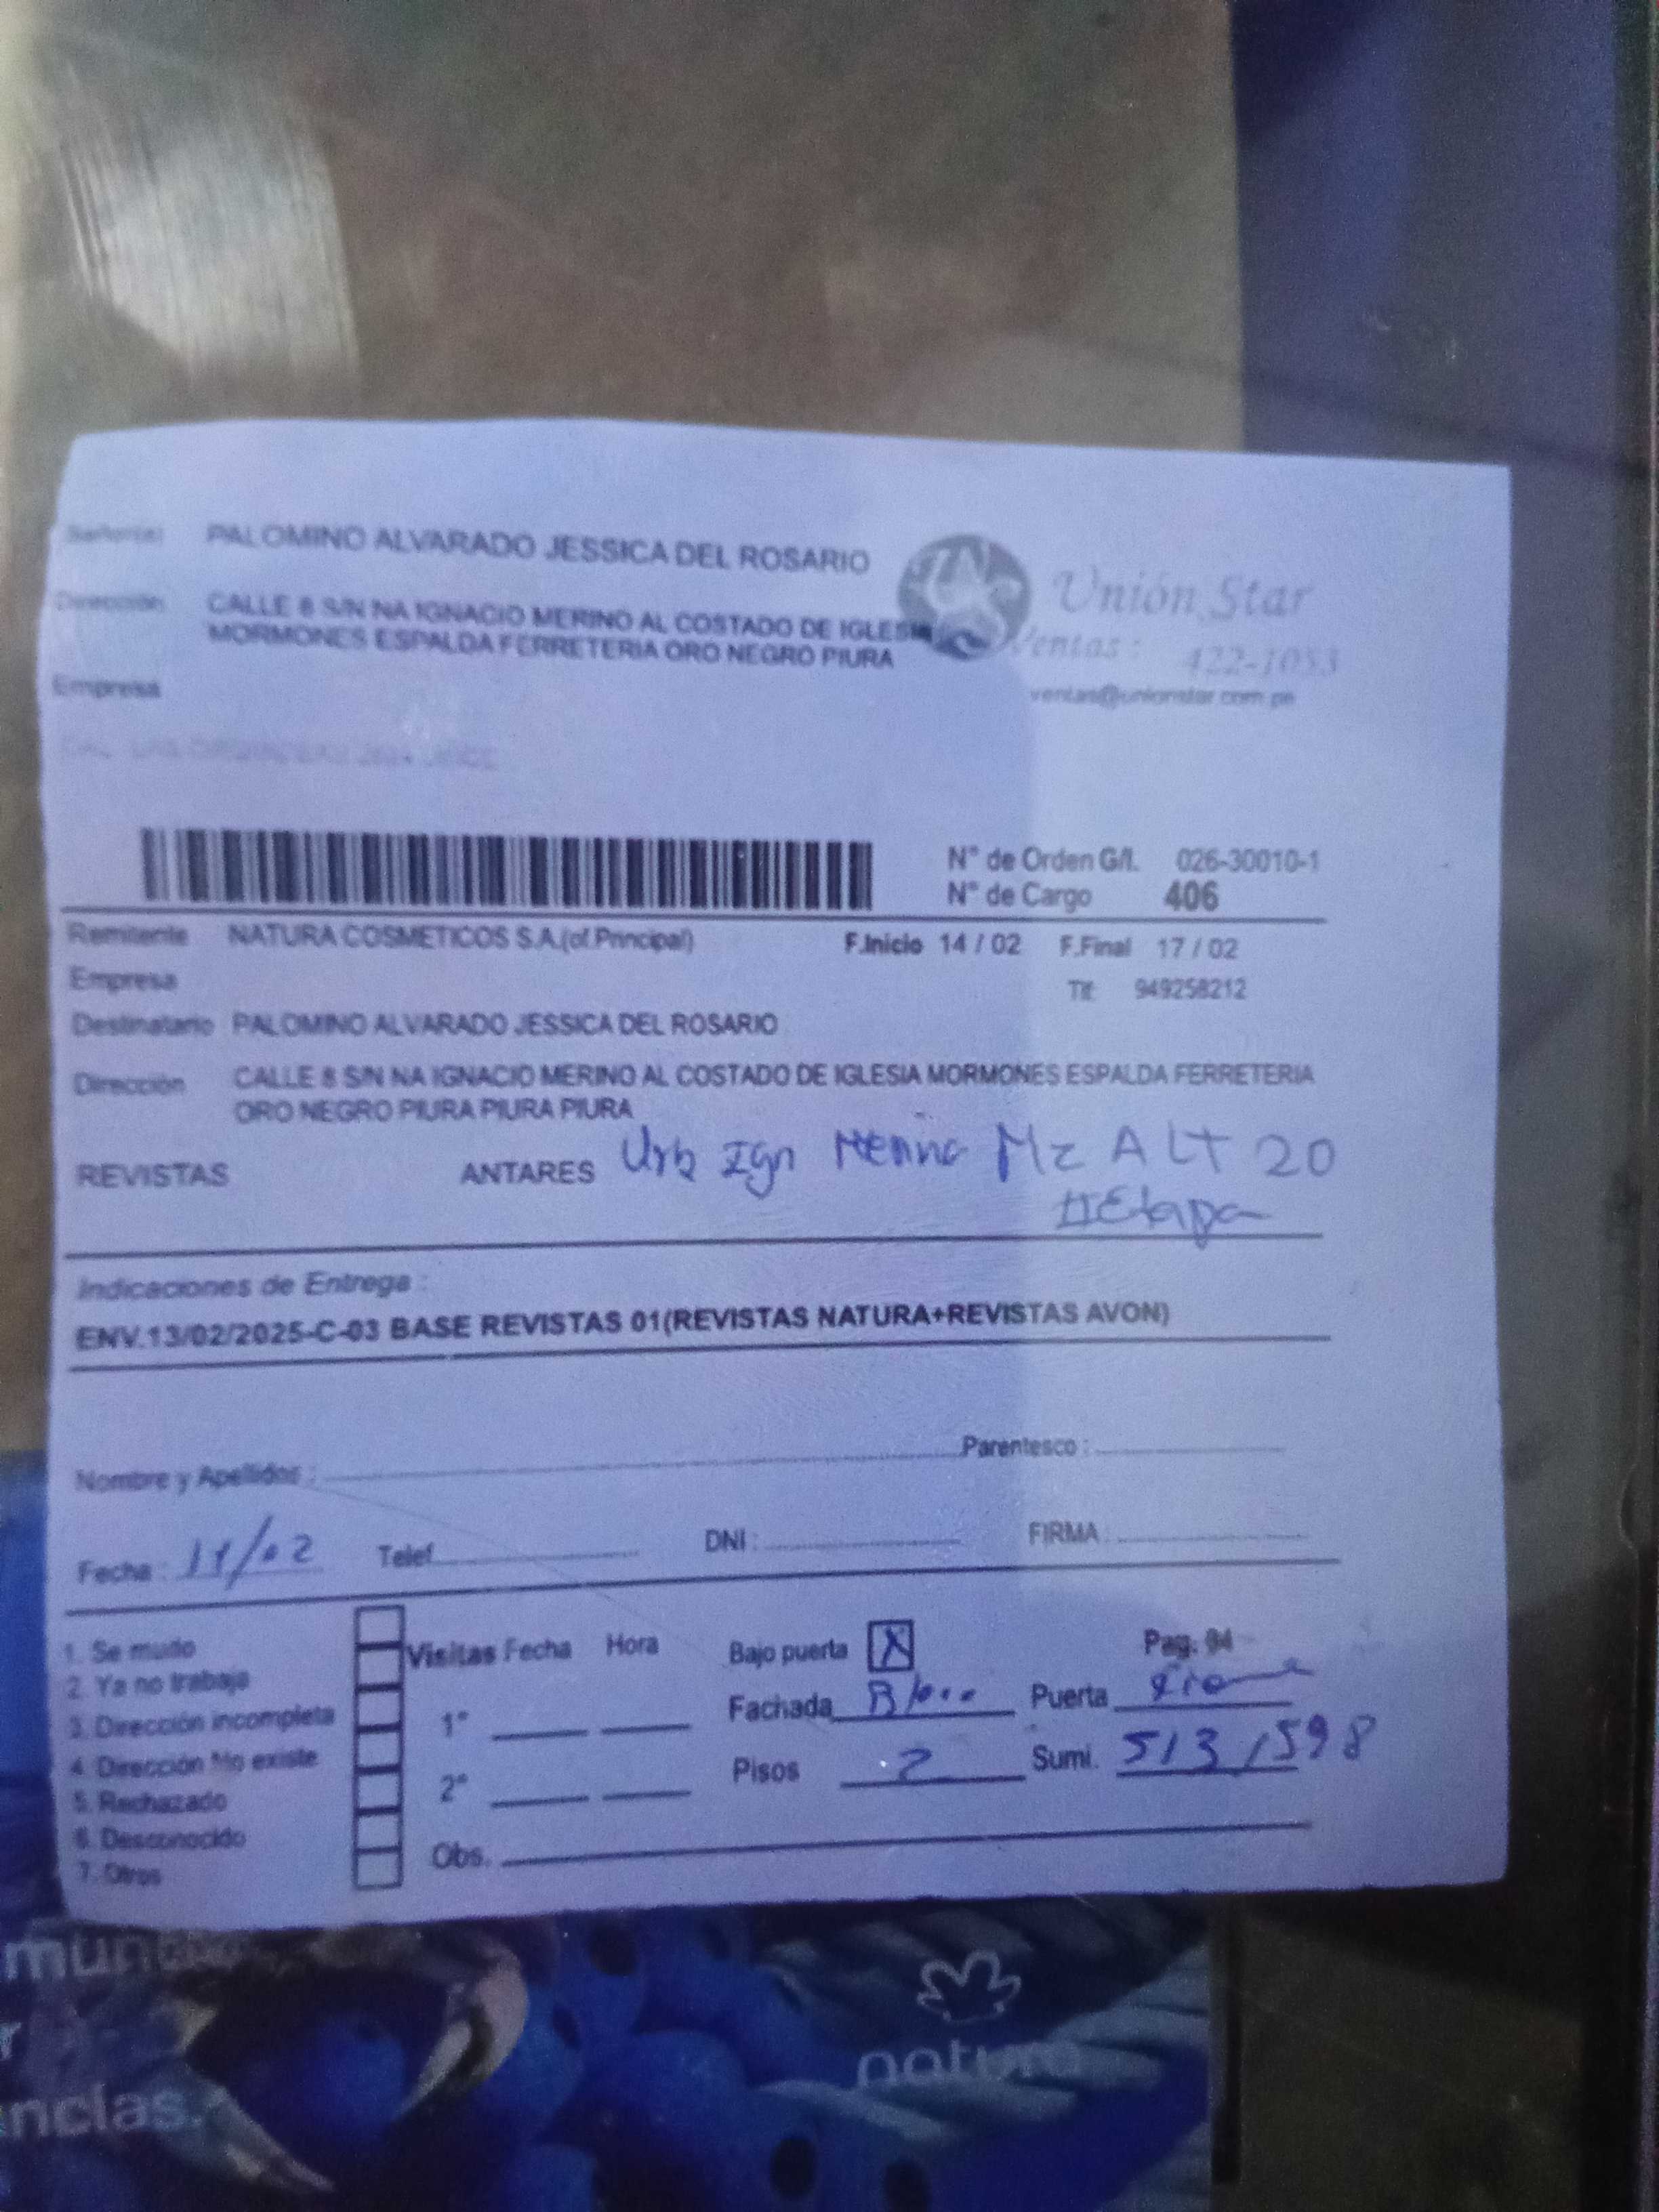 Señor(a) PALOMINO ALVARADO JESSICA DEL ROSARIO
Unión Star
Dirección CALLE 8 S/N NA IGNACIO MERINO AL COSTADO DE IGLESIA
MORMONES ESPALDA FERRETERIA ORO NEGRO PIURA
Ventas: 422-1053
Empresa
ventas@unionstar.com.pe
N° de Orden G/I. 026-30010-1
N° de Cargo 406
Remitente NATURA COSMETICOS S.A.(of.Principal) F.Inicio 14 / 02 F.Final 17 / 02
Empresa Tlf: 949258212
Destinatario PALOMINO ALVARADO JESSICA DEL ROSARIO
Dirección CALLE 8 S/N NA IGNACIO MERINO AL COSTADO DE IGLESIA MORMONES ESPALDA FERRETERIA
ORO NEGRO PIURA PIURA PIURA
REVISTAS ANTARES Urb Ign Merino Mz A LT 20
II Etapa
Indicaciones de Entrega :
ENV.13/02/2025-C-03 BASE REVISTAS 01(REVISTAS NATURA+REVISTAS AVON)
Nombre y Apellidos : Parentesco :
Fecha : /02 Telef. DNI : FIRMA :
1. Se mudo
2. Ya no trabaja
3. Dirección incompleta
4. Dirección No existe
5. Rechazado
6. Desconocido
7. Otros
Visitas Fecha Hora
1°
2°
Obs.
Bajo puerta X Pag. 94
Fachada Puerta
Pisos 2 Sumi. 513 1598
natura